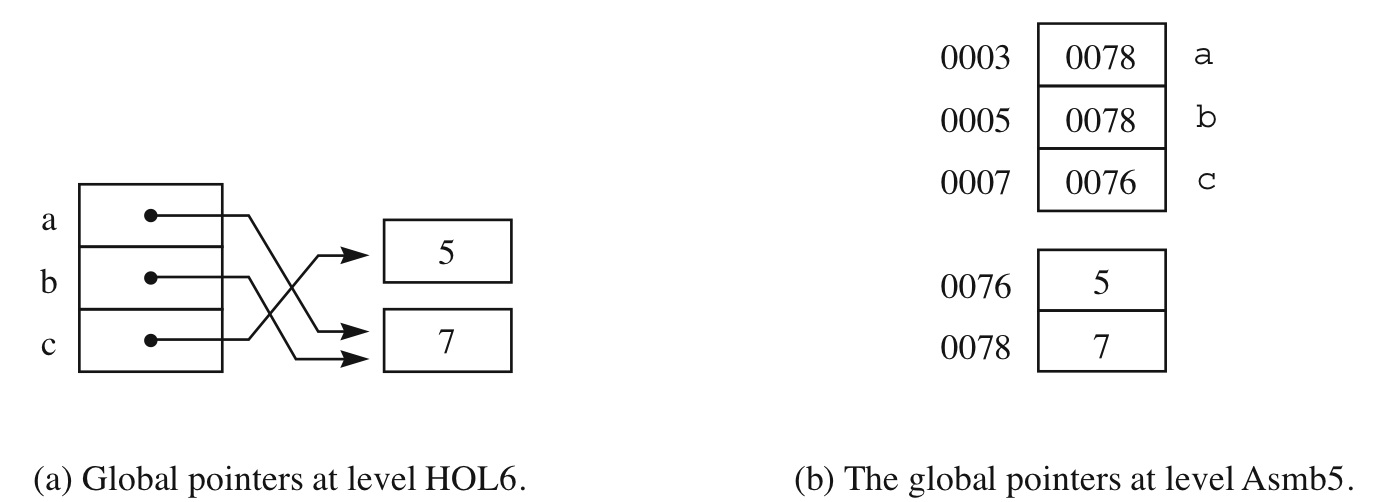 a
b
c
5
7
(a) Global pointers at level HOL6.
0003 0078 a
0005 0078 b
0007 0076 c
0076 5
0078 7
(b) The global pointers at level Asmb5.